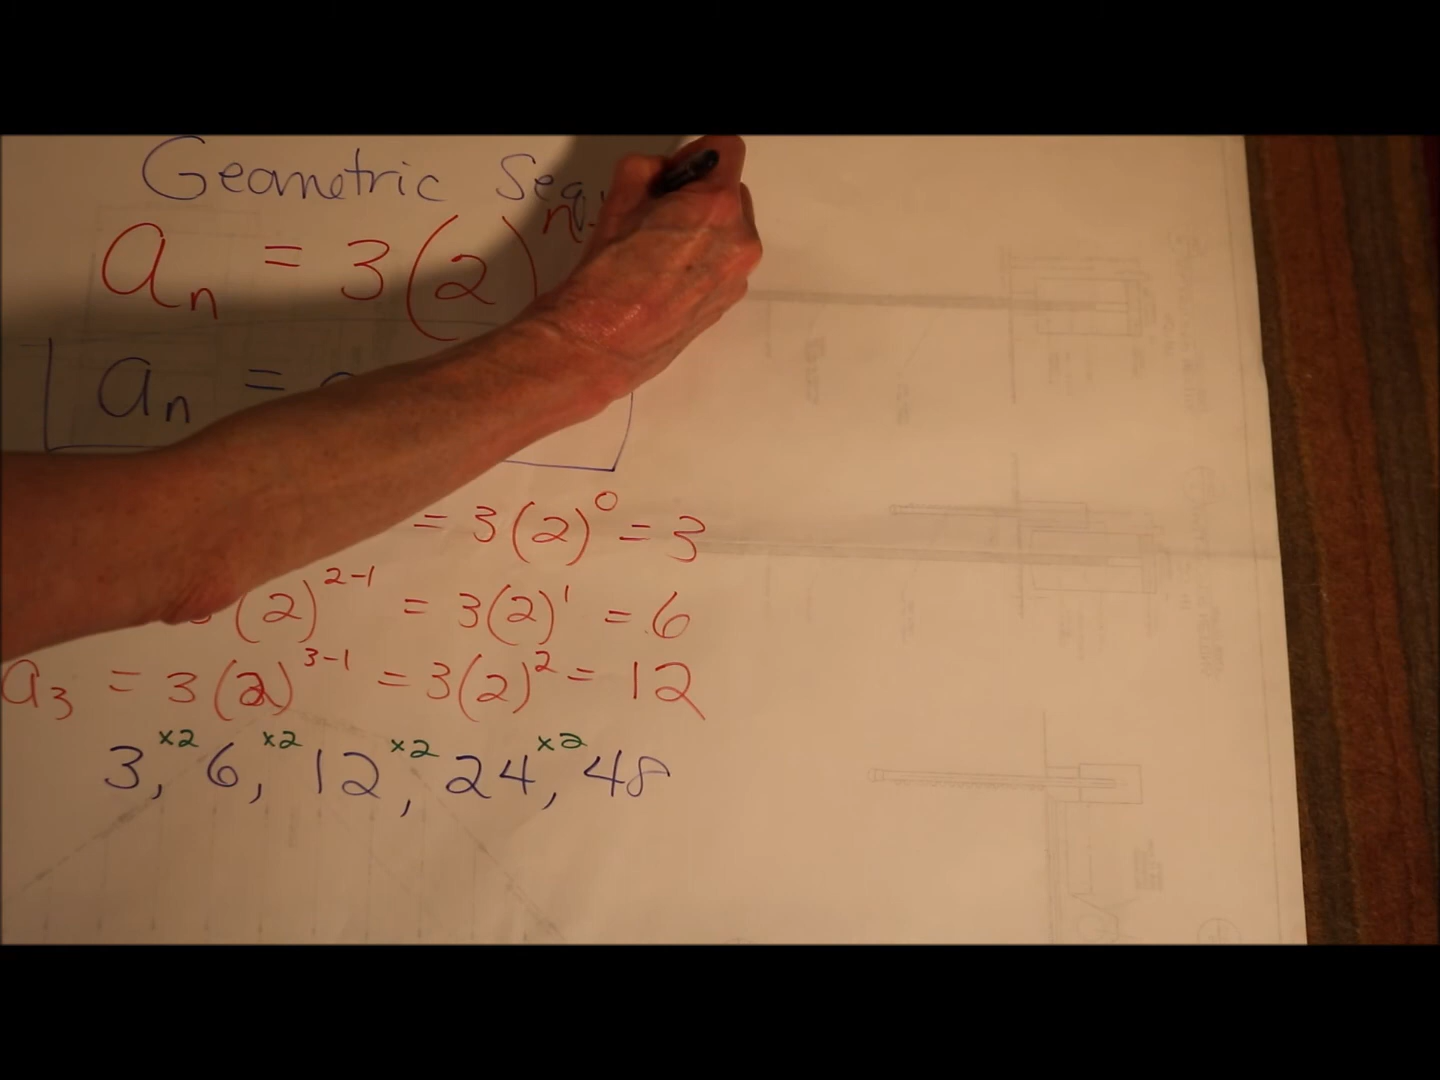 Geometric Seq
aₙ = 3(2)ⁿ⁻
aₙ =
= 3(2)⁰ = 3
(2)²⁻¹ = 3(2)¹ = 6
a₃ = 3(2)³⁻¹ = 3(2)² = 12
×2 ×2 ×2 ×2
3, 6, 12, 24, 48